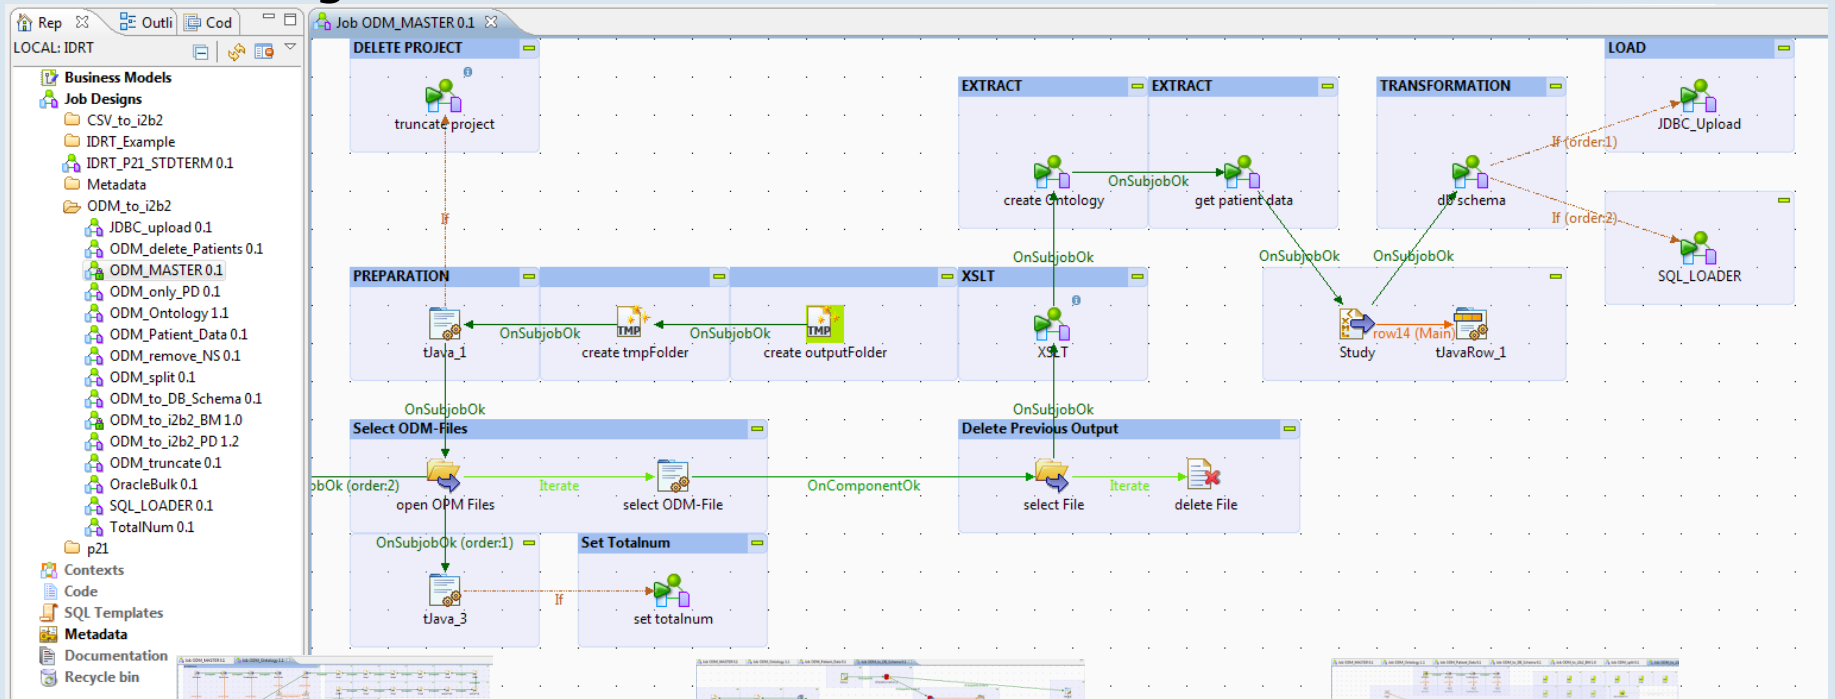 Rep
Outli
Cod
LOCAL: IDRT
Business Models
Job Designs
CSV_to_i2b2
IDRT_Example
IDRT_P21_STDTERM 0.1
Metadata
ODM_to_i2b2
JDBC_upload 0.1
ODM_delete_Patients 0.1
ODM_MASTER 0.1
ODM_only_PD 0.1
ODM_Ontology 1.1
ODM_Patient_Data 0.1
ODM_remove_NS 0.1
ODM_split 0.1
ODM_to_DB_Schema 0.1
ODM_to_i2b2_BM 1.0
ODM_to_i2b2_PD 1.2
ODM_truncate 0.1
OracleBulk 0.1
SQL_LOADER 0.1
TotalNum 0.1
p21
Contexts
Code
SQL Templates
Metadata
Documentation
Recycle bin
Job ODM_MASTER 0.1
DELETE PROJECT
truncate project
If
LOAD
EXTRACT
EXTRACT
TRANSFORMATION
JDBC_Upload
If (order:1)
create Ontology
OnSubjobOk
get patient data
db schema
If (order:2)
OnSubjobOk
OnSubjobOk
OnSubjobOk
SQL_LOADER
PREPARATION
XSLT
tJava_1
OnSubjobOk
TMP
create tmpFolder
OnSubjobOk
TMP
create outputFolder
XSLT
Study
row14 (Main)
tJavaRow_1
OnSubjobOk
OnSubjobOk
Select ODM-Files
Delete Previous Output
obOk (order:2)
open OPM Files
Iterate
select ODM-File
OnComponentOk
select File
Iterate
delete File
OnSubjobOk (order:1)
Set Totalnum
tJava_3
If
set totalnum